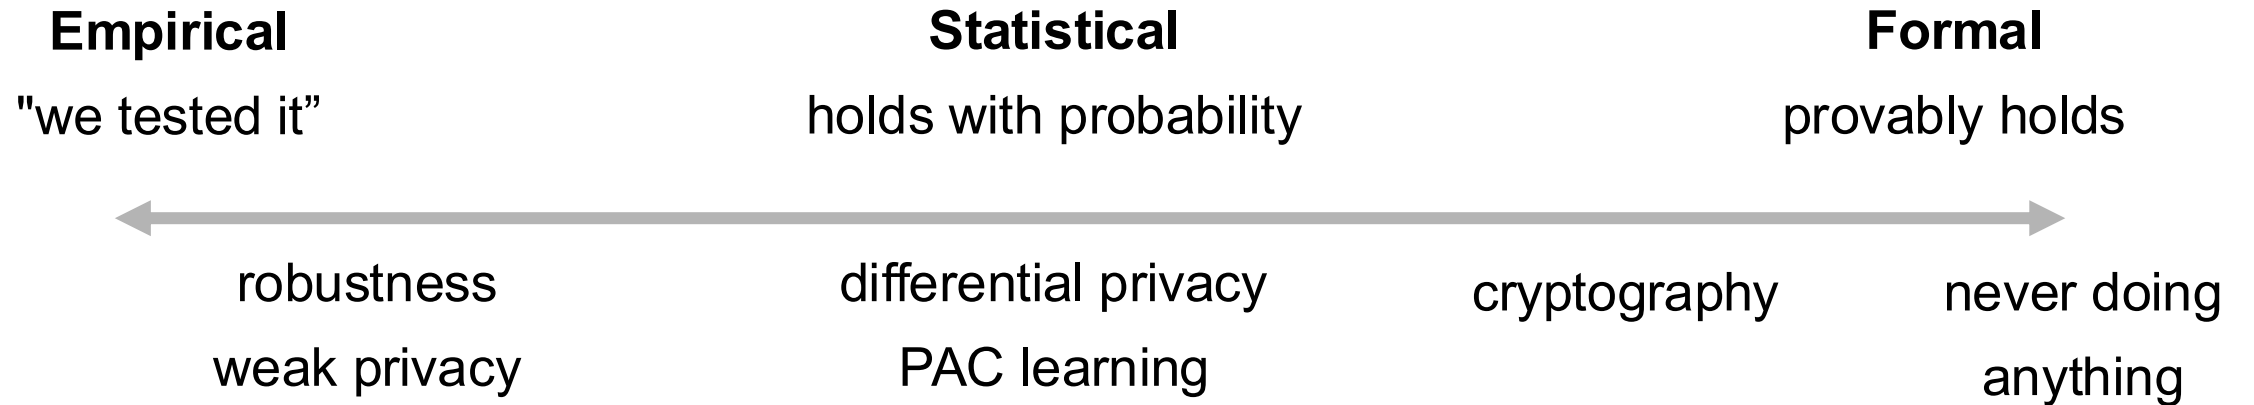 Empirical
"we tested it”
Statistical
holds with probability
Formal
provably holds
robustness
weak privacy
differential privacy
PAC learning
cryptography
never doing
anything